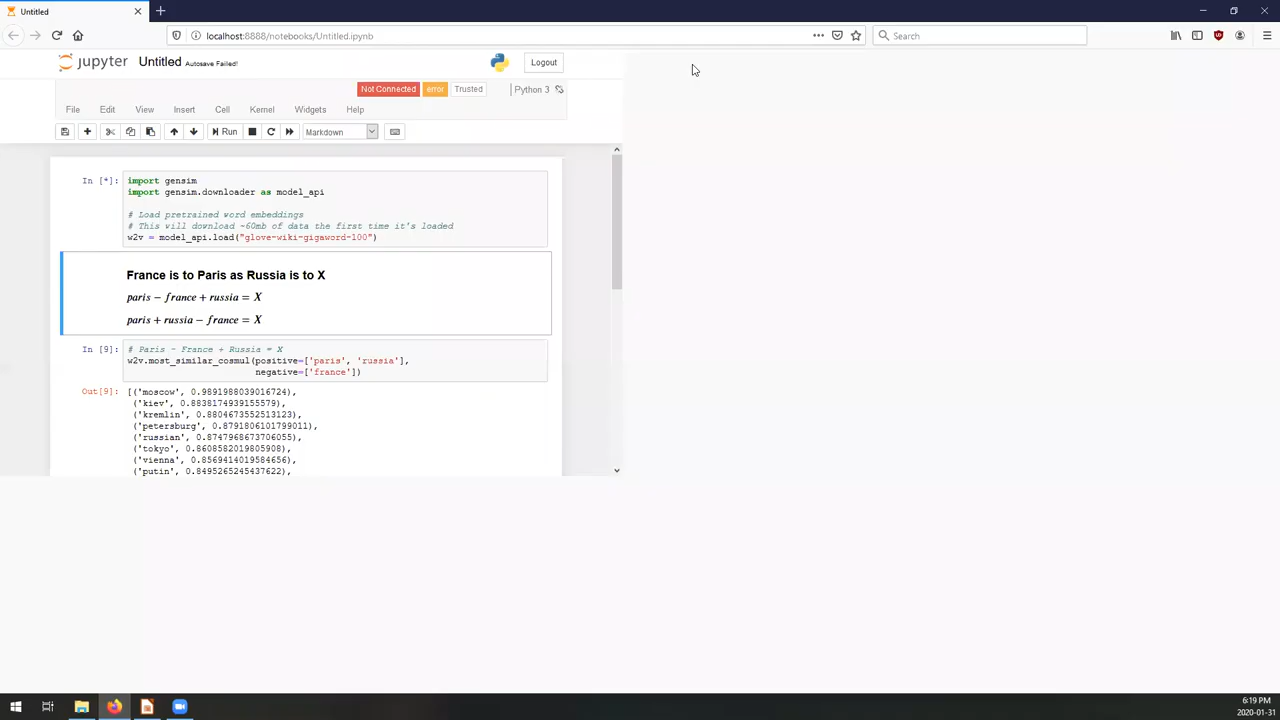 Untitled
localhost:8888/notebooks/Untitled.ipynb
Search
jupyter Untitled Autosave Failed!
Logout
Not Connected error Trusted Python 3
File Edit View Insert Cell Kernel Widgets Help
Run Markdown
In [*]: import gensim
import gensim.downloader as model_api
# Load pretrained word embeddings
# This will download ~60mb of data the first time it's loaded
w2v = model_api.load("glove-wiki-gigaword-100")
France is to Paris as Russia is to X
paris − france + russia = X
paris + russia − france = X
In [9]: # Paris - France + Russia = X
w2v.most_similar_cosmul(positive=['paris', 'russia'],
negative=['france'])
Out[9]: [('moscow', 0.9891988039016724),
('kiev', 0.8838174939155579),
('kremlin', 0.8804673552513123),
('petersburg', 0.8791806101799011),
('russian', 0.8747968673706055),
('tokyo', 0.8608582019805908),
('vienna', 0.8569414019584656),
('putin', 0.8495265245437622),
6:19 PM
2020-01-31